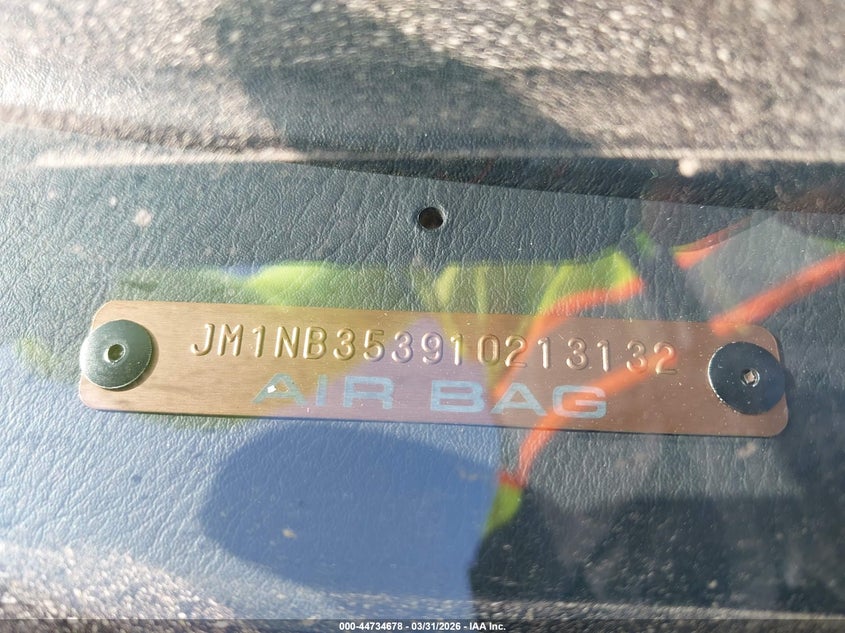 JM1NB353910213132
AIR BAG
000-44734678 - 03/31/2026 - IAA Inc.